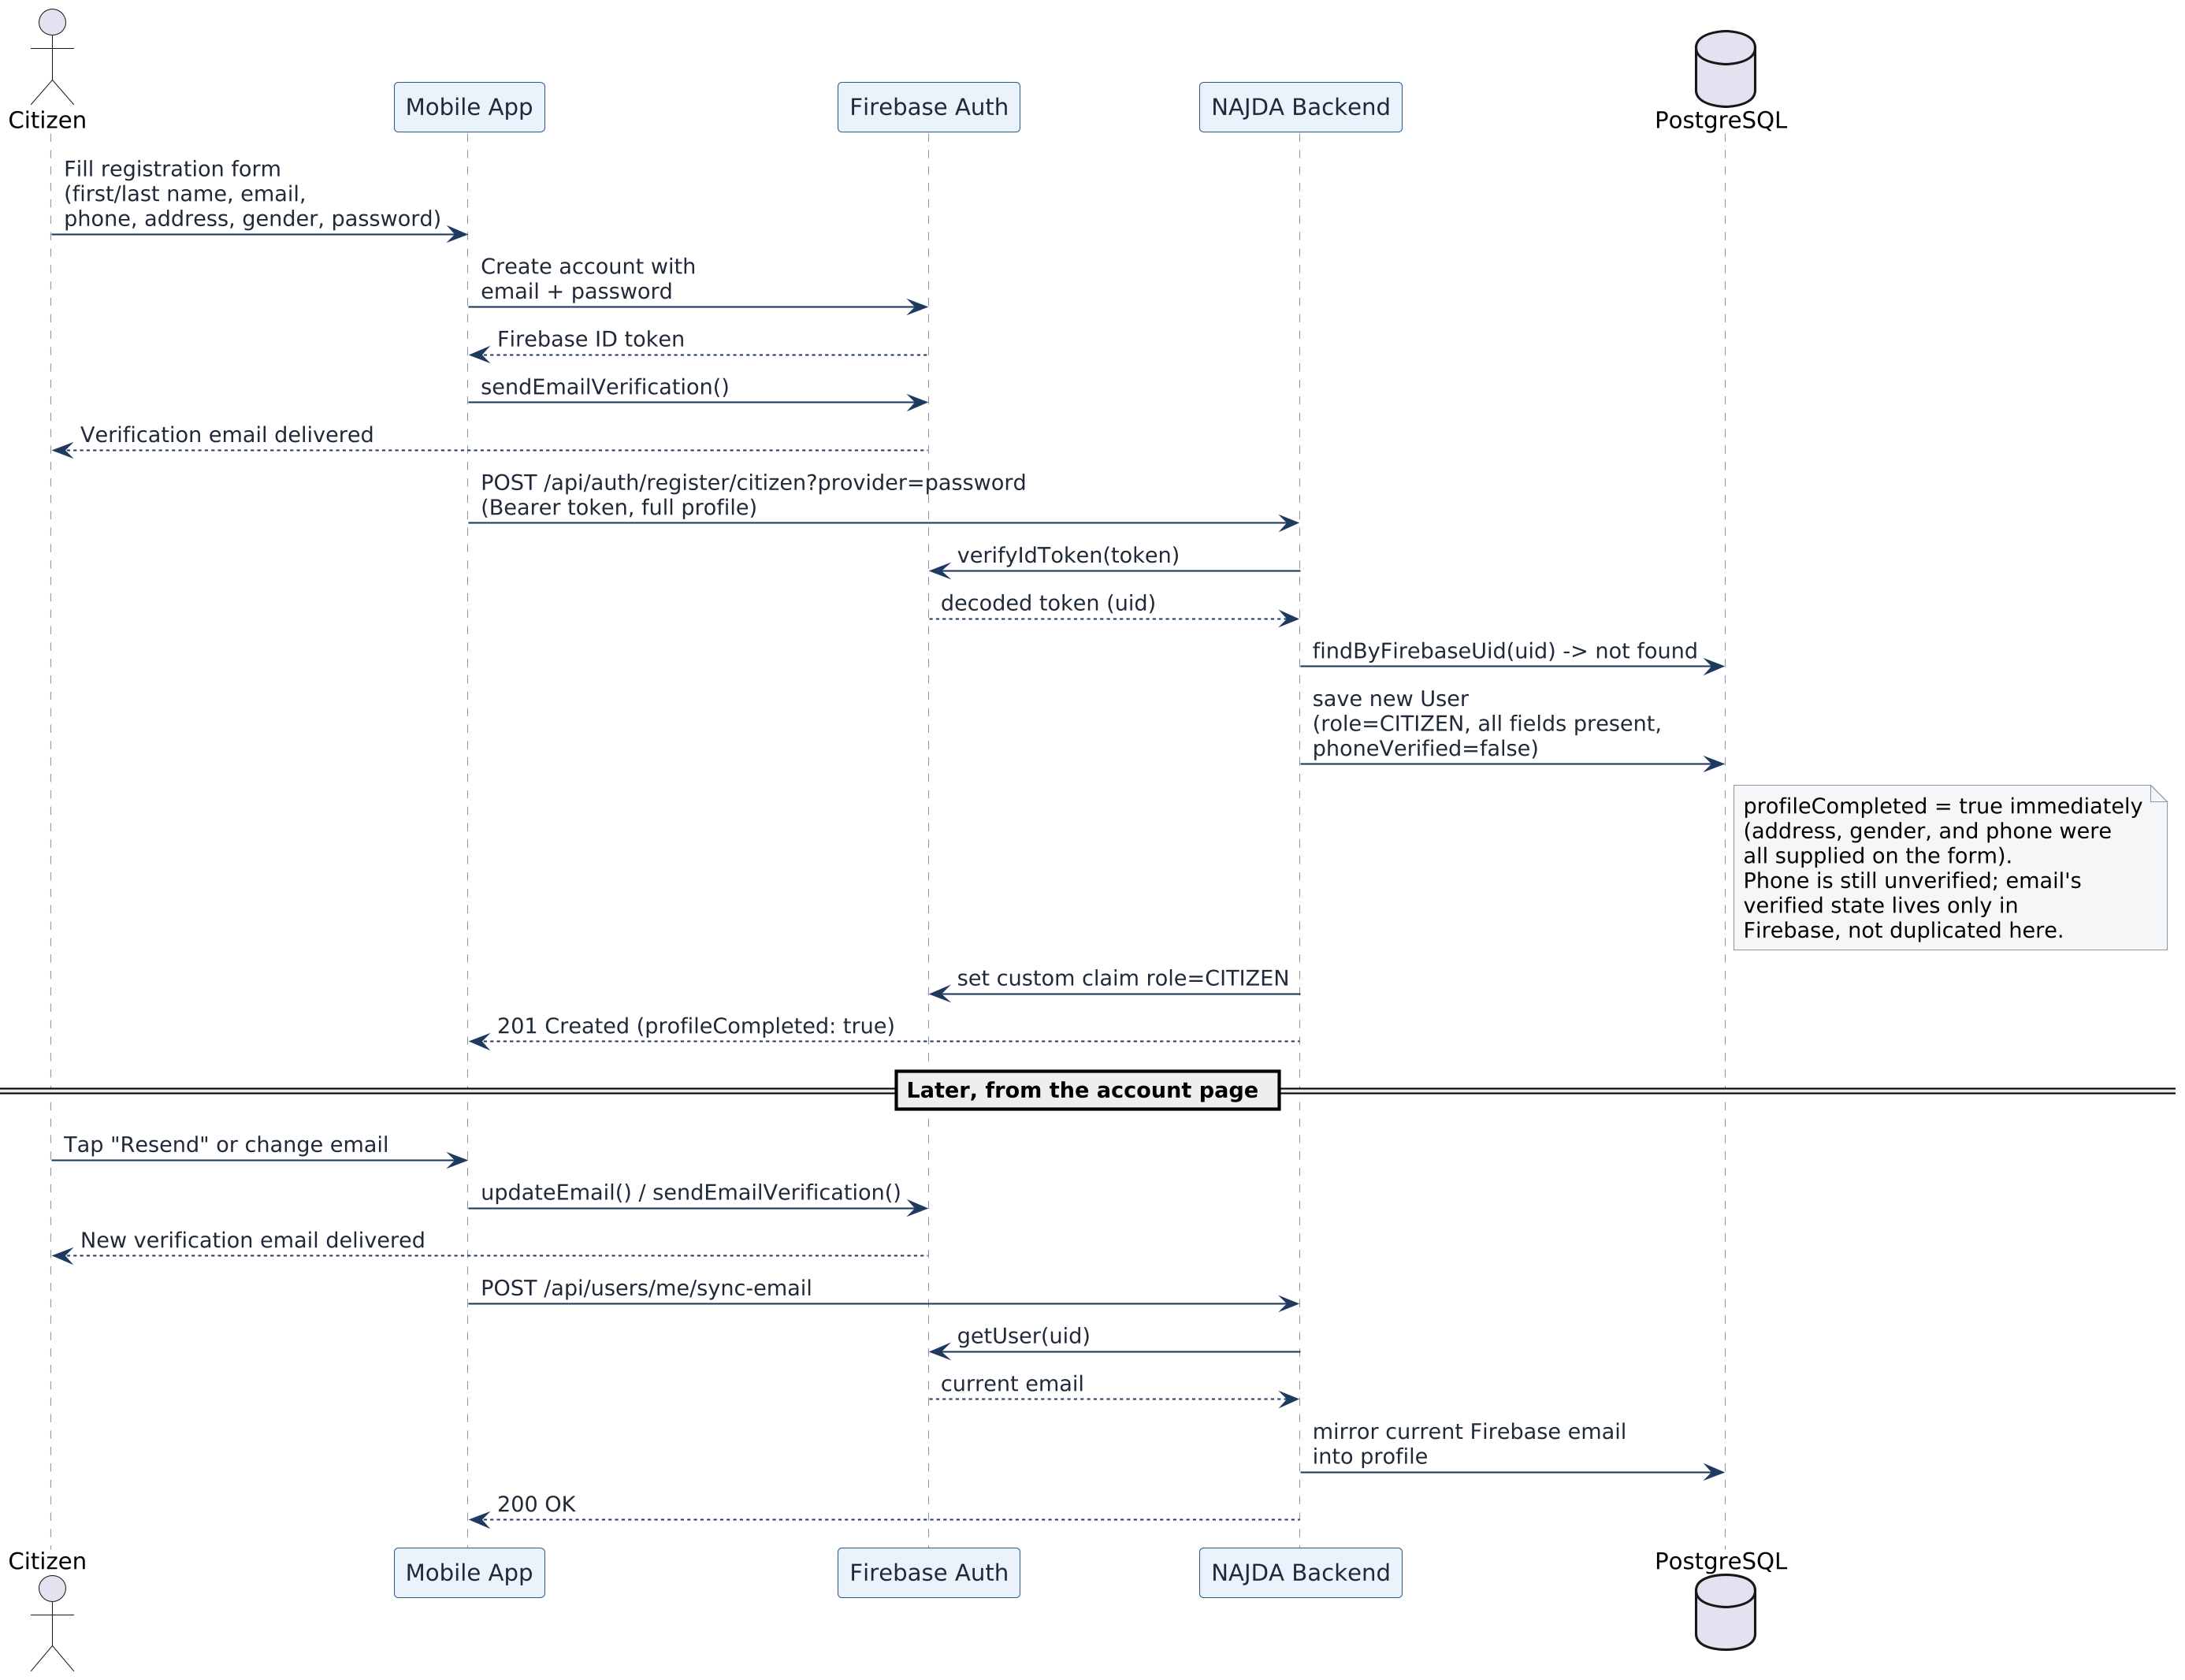 Citizen
Mobile App
Firebase Auth
NAJDA Backend
PostgreSQL
Fill registration form
(first/last name, email,
phone, address, gender, password)
Create account with
email + password
Firebase ID token
sendEmailVerification()
Verification email delivered
POST /api/auth/register/citizen?provider=password
(Bearer token, full profile)
verifyIdToken(token)
decoded token (uid)
findByFirebaseUid(uid) -> not found
save new User
(role=CITIZEN, all fields present,
phoneVerified=false)
profileCompleted = true immediately
(address, gender, and phone were
all supplied on the form).
Phone is still unverified; email's
verified state lives only in
Firebase, not duplicated here.
set custom claim role=CITIZEN
201 Created (profileCompleted: true)
Later, from the account page
Tap "Resend" or change email
updateEmail() / sendEmailVerification()
New verification email delivered
POST /api/users/me/sync-email
getUser(uid)
current email
mirror current Firebase email
into profile
200 OK
Citizen
Mobile App
Firebase Auth
NAJDA Backend
PostgreSQL